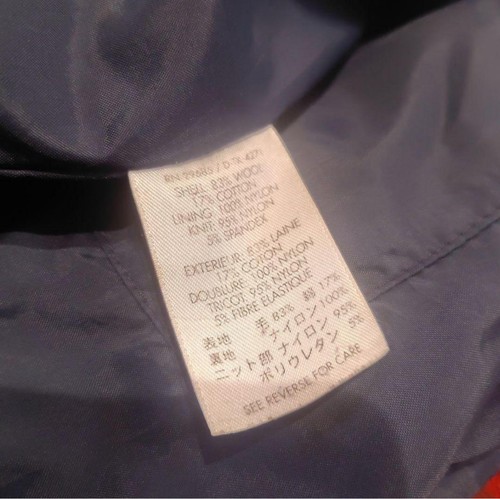 RN 29685 / D-TK-4271
SHELL: 83% WOOL
17% COTTON
LINING: 100% NYLON
KNIT: 95% NYLON
5% SPANDEX
EXTERIEUR: 83% LAINE
17% COTON
DOUBLURE: 100% NYLON
TRICOT: 95% NYLON
5% FIBRE ELASTIQUE
表地 毛 83% 綿 17%
裏地 ナイロン 100%
ニット部 ナイロン 95%
ポリウレタン 5%
SEE REVERSE FOR CARE